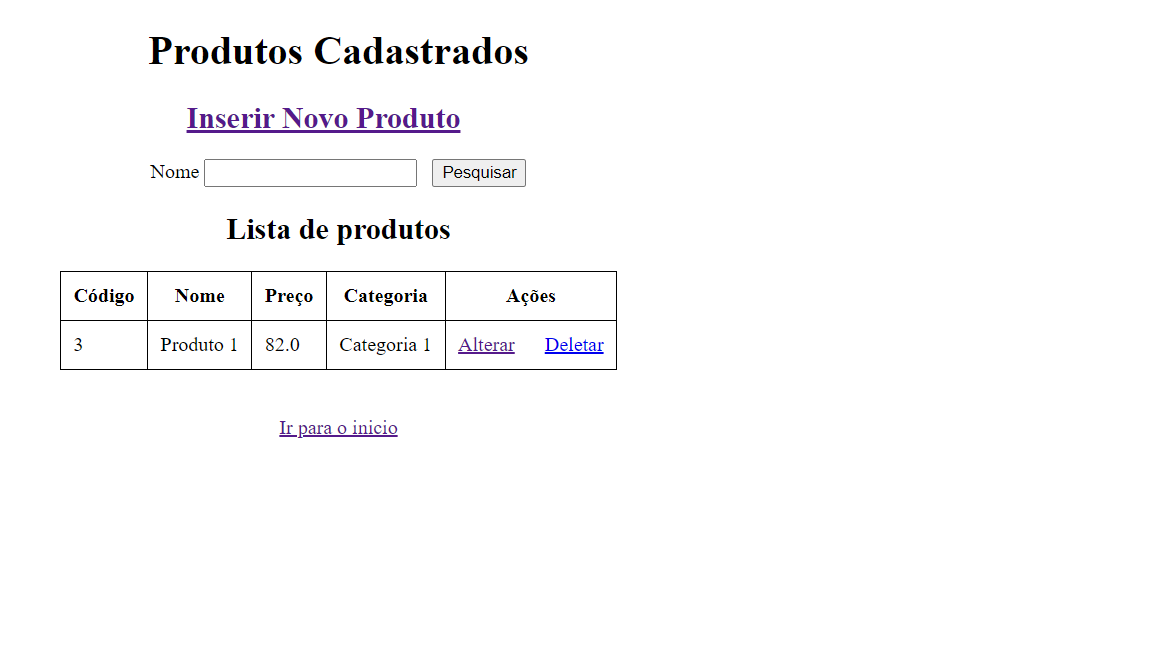 Produtos Cadastrados
Inserir Novo Produto
Nome Pesquisar
Lista de produtos
Código Nome Preço Categoria Ações
3 Produto 1 82.0 Categoria 1 Alterar Deletar
Ir para o inicio